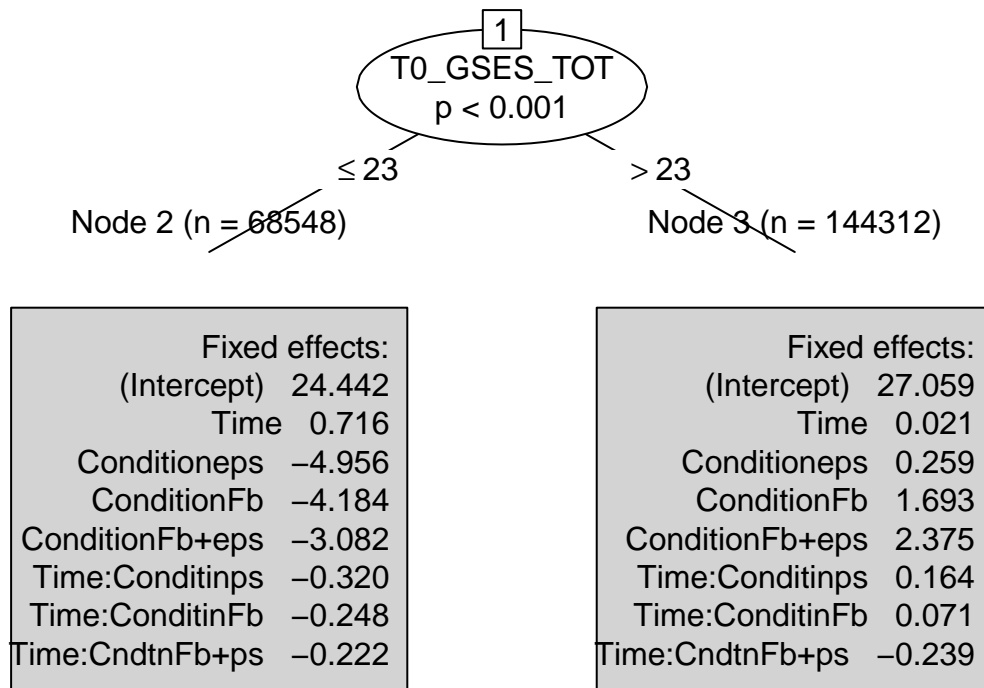 1
T0_GSES_TOT
p < 0.001
≤ 23
> 23
Node 2 (n = 68548)
Node 3 (n = 144312)
Fixed effects:
(Intercept) 24.442
Time 0.716
Conditioneps −4.956
ConditionFb −4.184
ConditionFb+eps −3.082
Time:Conditinps −0.320
Time:ConditinFb −0.248
Time:CndtnFb+ps −0.222
Fixed effects:
(Intercept) 27.059
Time 0.021
Conditioneps 0.259
ConditionFb 1.693
ConditionFb+eps 2.375
Time:Conditinps 0.164
Time:ConditinFb 0.071
Time:CndtnFb+ps −0.239